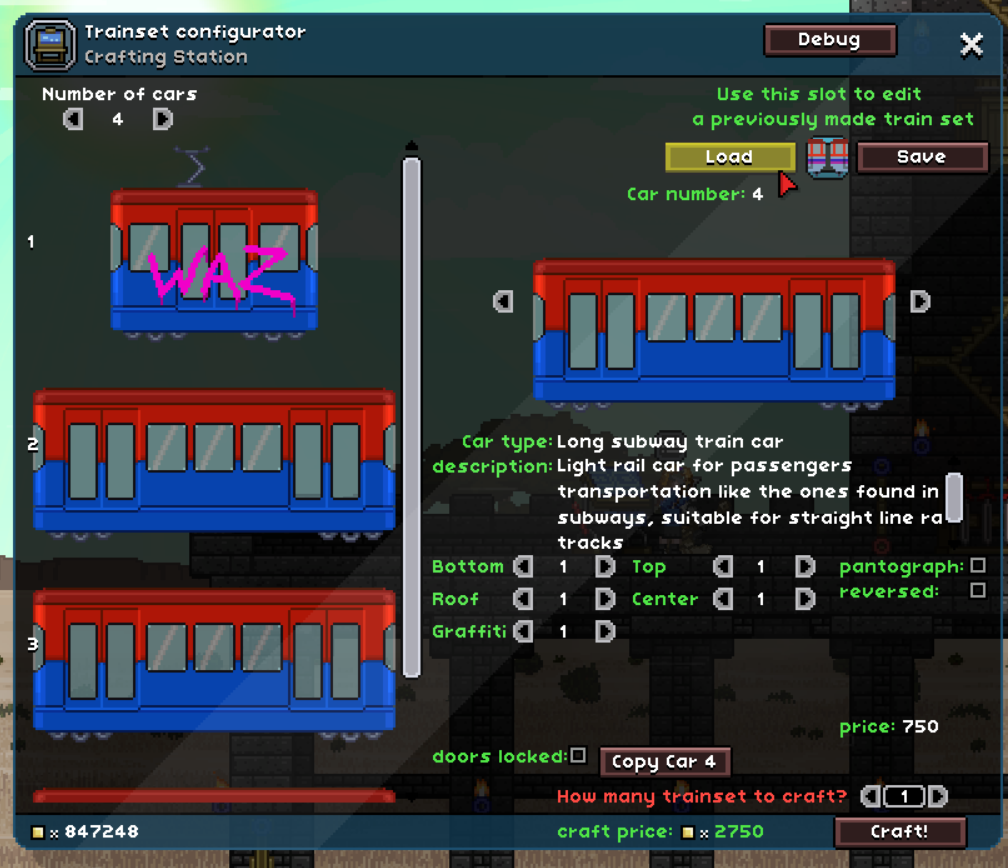 Trainset configurator
Crafting Station
Debug
Number of cars
4
Use this slot to edit
a previously made train set
Load
Save
Car number: 4
1
WAZ
2
3
Car type: Long subway train car
description: Light rail car for passengers
transportation like the ones found in
subways, suitable for straight line ra
tracks
Bottom 1 Top 1 pantograph:
Roof 1 Center 1 reversed:
Graffiti 1
price: 750
doors locked: Copy Car 4
How many trainset to craft? 1
x 847248
craft price: x 2750
Craft!